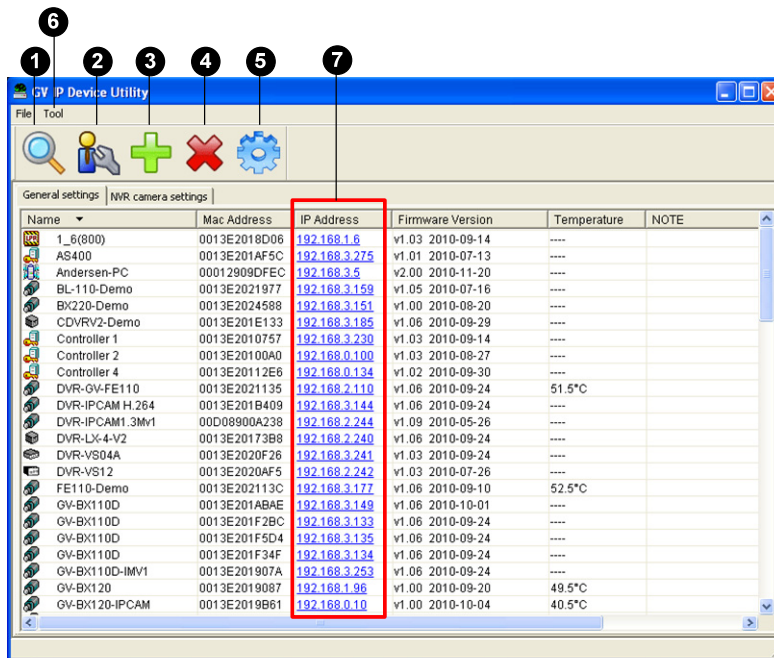 6
1 2 3 4 5 7
GV IP Device Utility
File Tool
General settings NVR camera settings
Name Mac Address IP Address Firmware Version Temperature NOTE
1_6(800) 0013E2018D06 192.168.1.6 v1.03 2010-09-14 ----
AS400 0013E201AF5C 192.168.3.275 v1.01 2010-07-13 ----
Andersen-PC 00012909DFEC 192.168.3.5 v2.00 2010-11-20 ----
BL-110-Demo 0013E2021977 192.168.3.159 v1.05 2010-07-16 ----
BX220-Demo 0013E2024588 192.168.3.151 v1.00 2010-08-20 ----
CDVRV2-Demo 0013E201E133 192.168.3.185 v1.06 2010-09-29 ----
Controller 1 0013E2010757 192.168.3.230 v1.03 2010-09-14 ----
Controller 2 0013E20100A0 192.168.0.100 v1.03 2010-08-27 ----
Controller 4 0013E20112E6 192.168.0.134 v1.02 2010-09-30 ----
DVR-GV-FE110 0013E2021135 192.168.2.110 v1.06 2010-09-24 51.5°C
DVR-IPCAM H.264 0013E201B409 192.168.3.144 v1.06 2010-09-24 ----
DVR-IPCAM1.3Mv1 00D08900A238 192.168.2.244 v1.09 2010-05-26 ----
DVR-LX-4-V2 0013E20173B8 192.168.2.240 v1.06 2010-09-24 ----
DVR-VS04A 0013E2020F26 192.168.3.241 v1.03 2010-09-24 ----
DVR-VS12 0013E2020AF5 192.168.2.242 v1.03 2010-07-26 ----
FE110-Demo 0013E202113C 192.168.3.177 v1.06 2010-09-10 52.5°C
GV-BX110D 0013E201ABAE 192.168.3.149 v1.06 2010-10-01 ----
GV-BX110D 0013E201F2BC 192.168.3.133 v1.06 2010-09-24 ----
GV-BX110D 0013E201F5D4 192.168.3.135 v1.06 2010-09-24 ----
GV-BX110D 0013E201F34F 192.168.3.134 v1.06 2010-09-24 ----
GV-BX110D-IMV1 0013E201907A 192.168.3.253 v1.06 2010-09-24 ----
GV-BX120 0013E2019087 192.168.1.96 v1.00 2010-09-20 49.5°C
GV-BX120-IPCAM 0013E2019B61 192.168.0.10 v1.00 2010-10-04 40.5°C